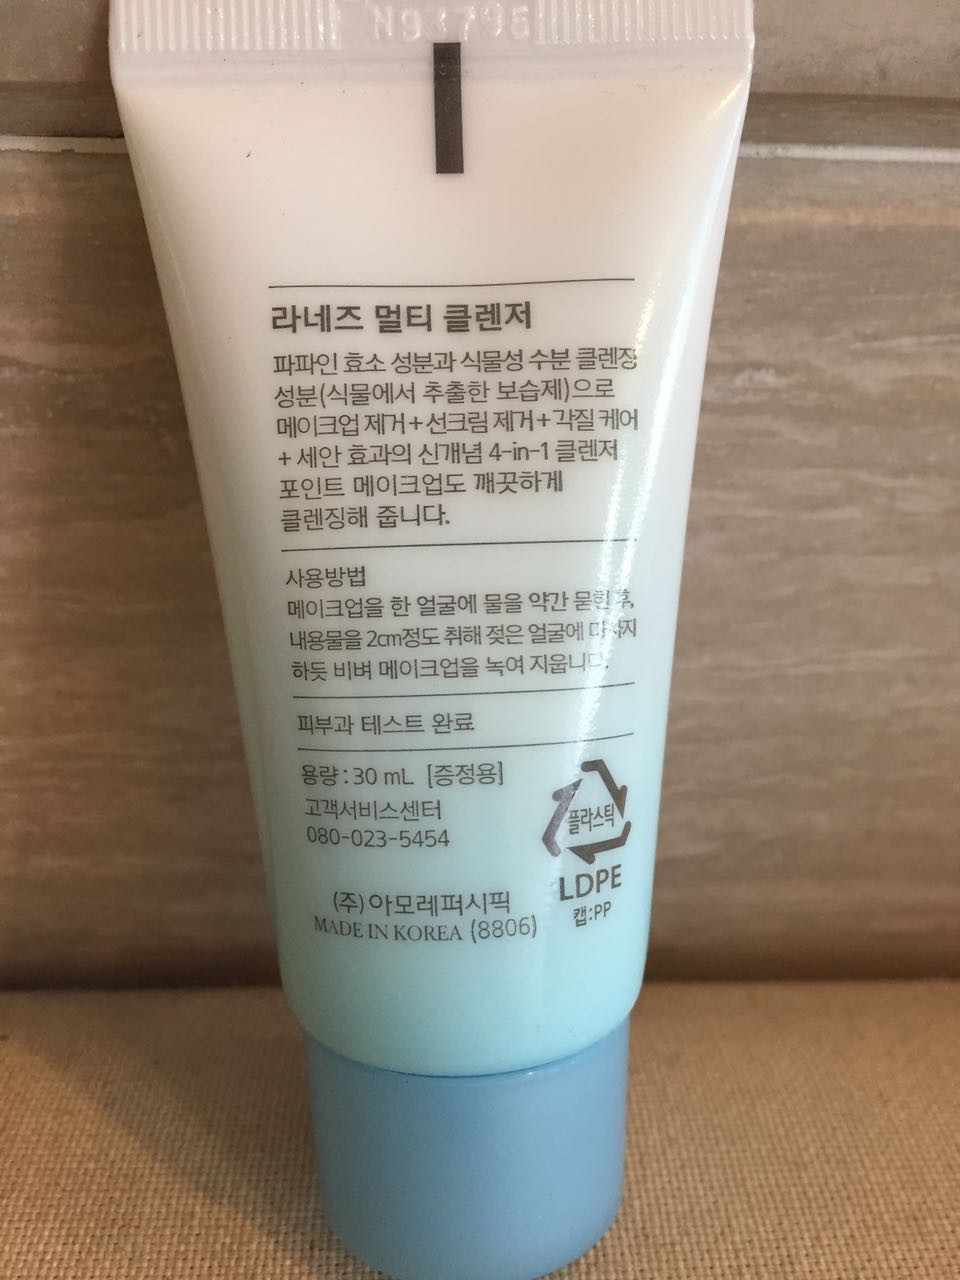 라네즈 멀티 클렌저
파파인 효소 성분과 식물성 수분 클렌징
성분(식물에서 추출한 보습제)으로
메이크업 제거+선크림 제거+각질 케어
+ 세안 효과의 신개념 4-in-1 클렌저
포인트 메이크업도 깨끗하게
클렌징해 줍니다.
사용방법
메이크업을 한 얼굴에 물을 약간 묻힌 후,
내용물을 2cm정도 취해 젖은 얼굴에 마사지
하듯 비벼 메이크업을 녹여 지웁니다.
피부과 테스트 완료
용량 : 30 mL [증정용]
고객서비스센터
080-023-5454
플라스틱
LDPE
캡:PP
(주)아모레퍼시픽
MADE IN KOREA (8806)